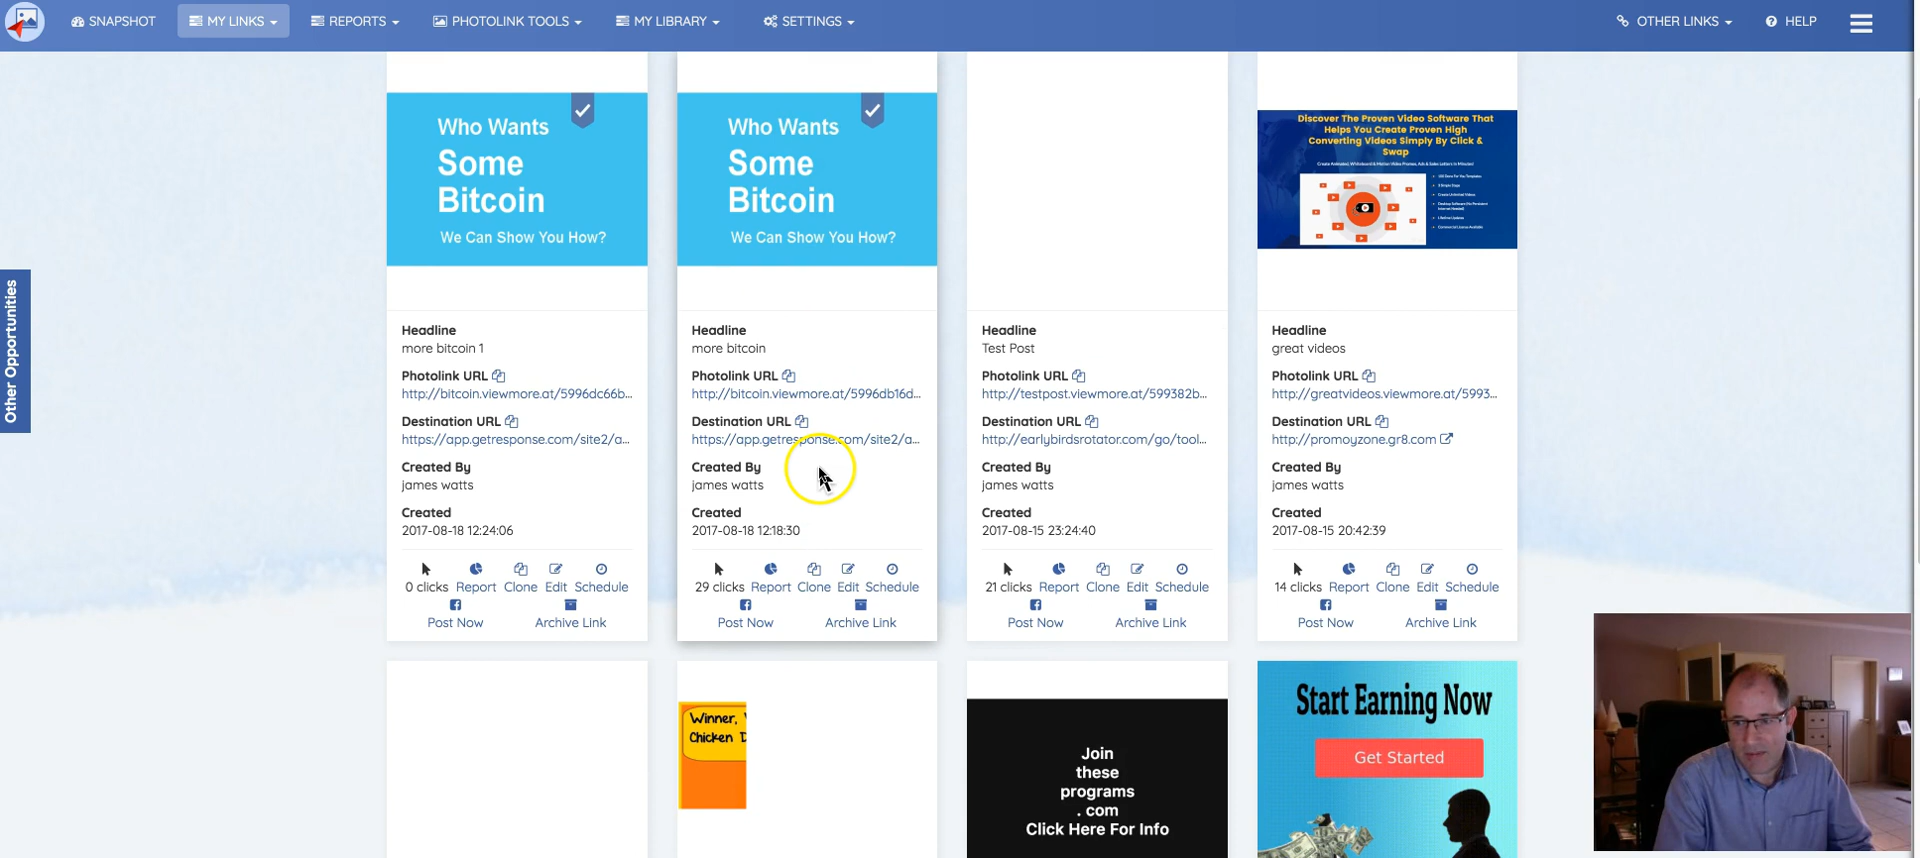 SNAPSHOT
MY LINKS
REPORTS
PHOTOLINK TOOLS
MY LIBRARY
SETTINGS
OTHER LINKS
HELP
Other Opportunities
Who Wants
Some
Bitcoin
We Can Show You How?
Headline
more bitcoin 1
Photolink URL
http://bitcoin.viewmore.at/5996dc66b...
Destination URL
https://app.getresponse.com/site2/a...
Created By
james watts
Created
2017-08-18 12:24:06
0 clicks Report Clone Edit Schedule
Post Now Archive Link
Who Wants
Some
Bitcoin
We Can Show You How?
Headline
more bitcoin
Photolink URL
http://bitcoin.viewmore.at/5996db16d...
Destination URL
https://app.getresponse.com/site2/a...
Created By
james watts
Created
2017-08-18 12:18:30
29 clicks Report Clone Edit Schedule
Post Now Archive Link
Headline
Test Post
Photolink URL
http://testpost.viewmore.at/599382b...
Destination URL
http://earlybirdsrotator.com/go/tool...
Created By
james watts
Created
2017-08-15 23:24:40
21 clicks Report Clone Edit Schedule
Post Now Archive Link
Discover The Proven Video Software That
Helps You Create Proven High
Converting Videos Simply By Click &
Swap
Headline
great videos
Photolink URL
http://greatvideos.viewmore.at/5993...
Destination URL
http://promoyzone.gr8.com
Created By
james watts
Created
2017-08-15 20:42:39
14 clicks Report Clone Edit Schedule
Post Now Archive Link
Winner,
Chicken
Join
these
programs
. com
Click Here For Info
Start Earning Now
Get Started